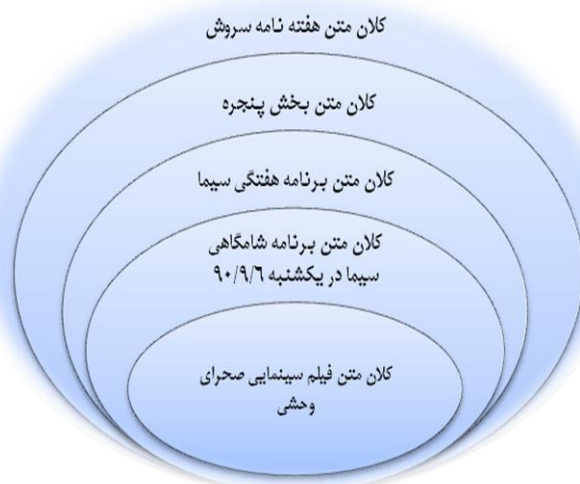 کلان متن هفته نامه سروش
کلان متن بخش پنجره
کلان متن برنامه هفتگی سیما
کلان متن برنامه شامگاهی
سیما در یکشنبه ۹۰/۹/۶
کلان متن فیلم سینمایی صحرای
وحشی